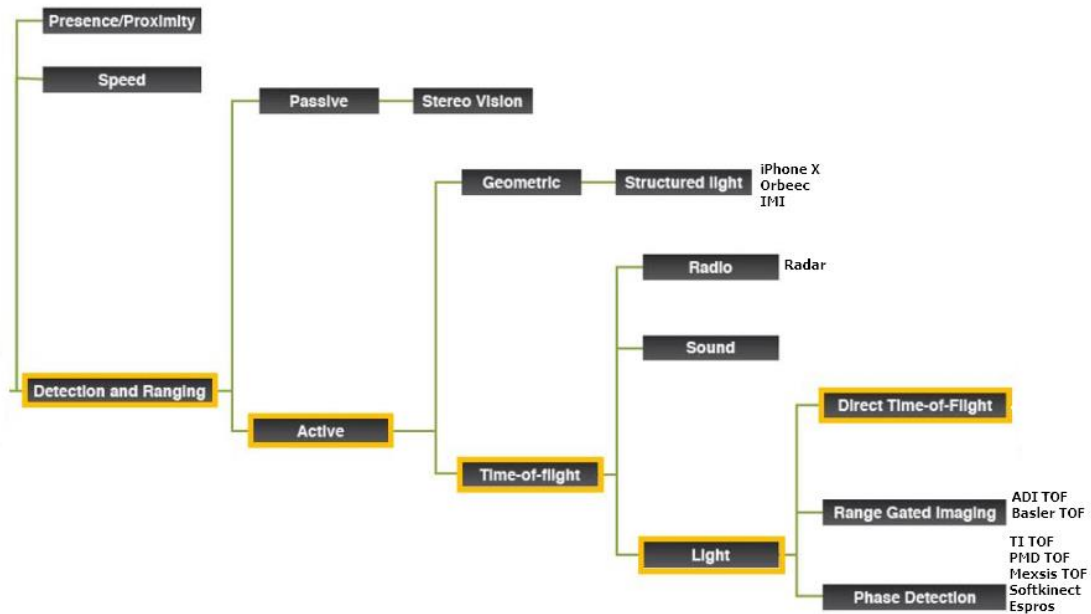 Presence/Proximity
Speed
Passive
Stereo Vision
Geometric
Structured light
iPhone X
Orbeec
IMI
Radio
Radar
Sound
Detection and Ranging
Active
Direct Time-of-Flight
Time-of-flight
Range Gated Imaging
ADI TOF
Basler TOF
Light
Phase Detection
TI TOF
PMD TOF
Mexsis TOF
Softkinect
Espros